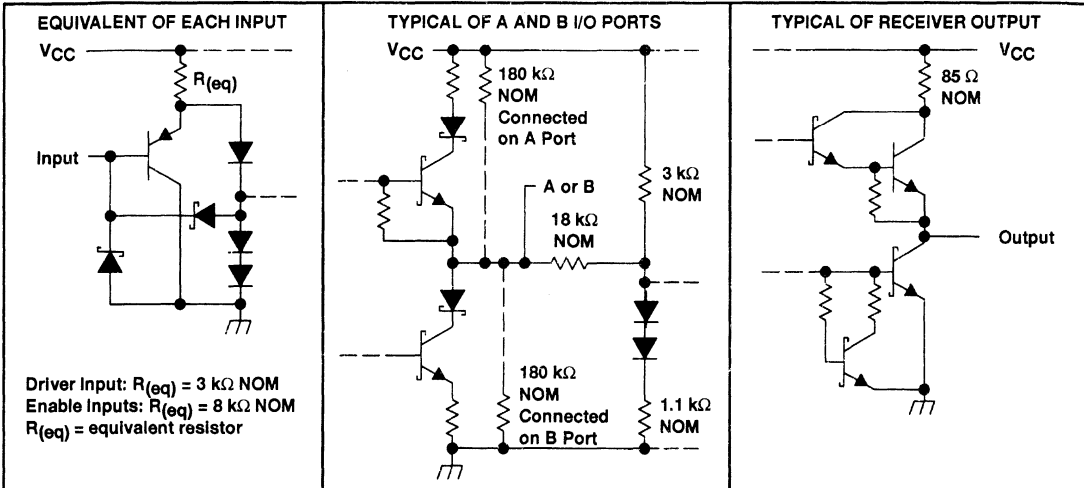 EQUIVALENT OF EACH INPUT
VCC
R(eq)
Input
Driver Input: R(eq) = 3 kΩ NOM
Enable Inputs: R(eq) = 8 kΩ NOM
R(eq) = equivalent resistor
TYPICAL OF A AND B I/O PORTS
VCC
180 kΩ
NOM
Connected
on A Port
A or B
3 kΩ
NOM
18 kΩ
NOM
180 kΩ
NOM
Connected
on B Port
1.1 kΩ
NOM
TYPICAL OF RECEIVER OUTPUT
VCC
85 Ω
NOM
Output